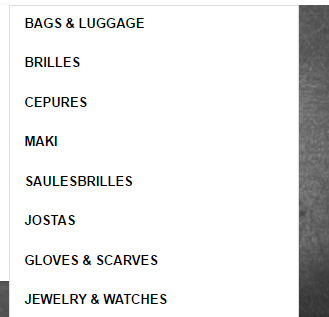 BAGS & LUGGAGE
BRILLES
CEPURES
MAKI
SAULESBRILLES
JOSTAS
GLOVES & SCARVES
JEWELRY & WATCHES